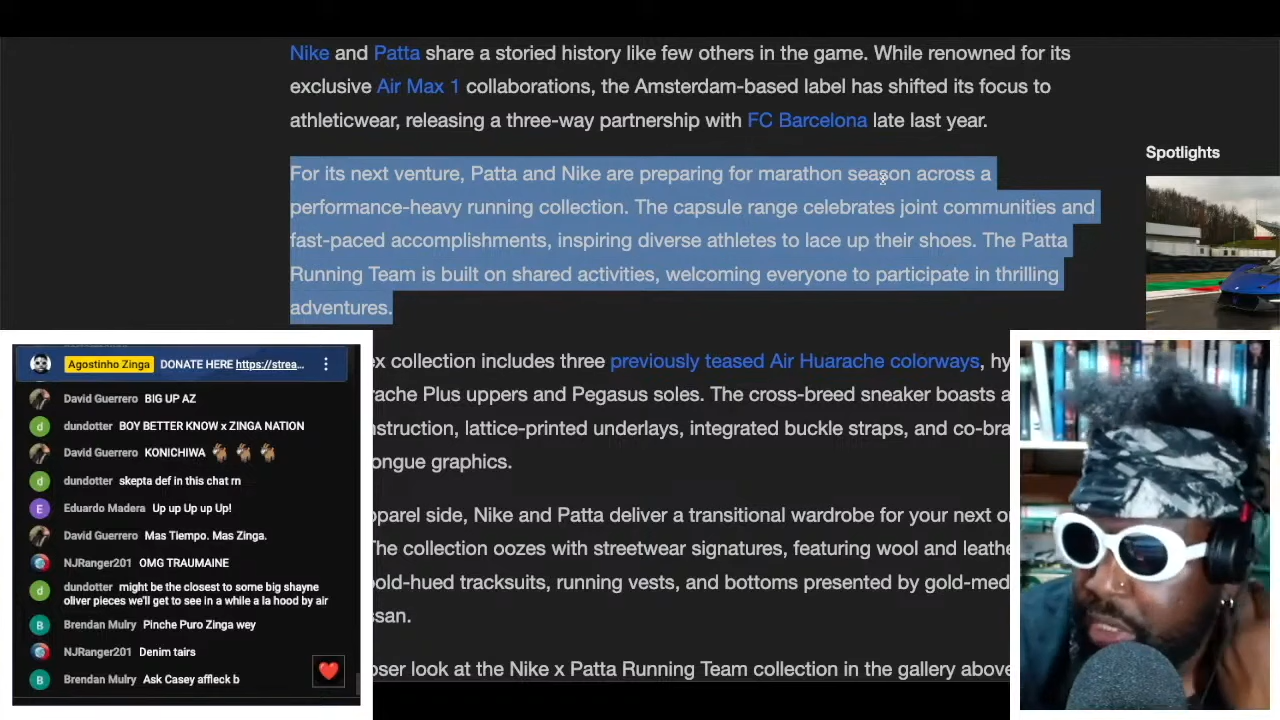 Nike and Patta share a storied history like few others in the game. While renowned for its
exclusive Air Max 1 collaborations, the Amsterdam-based label has shifted its focus to
athleticwear, releasing a three-way partnership with FC Barcelona late last year.
For its next venture, Patta and Nike are preparing for marathon season across a
performance-heavy running collection. The capsule range celebrates joint communities and
fast-paced accomplishments, inspiring diverse athletes to lace up their shoes. The Patta
Running Team is built on shared activities, welcoming everyone to participate in thrilling
adventures.
ex collection includes three previously teased Air Huarache colorways, hy
rache Plus uppers and Pegasus soles. The cross-breed sneaker boasts a
nstruction, lattice-printed underlays, integrated buckle straps, and co-bra
ongue graphics.
pparel side, Nike and Patta deliver a transitional wardrobe for your next o
The collection oozes with streetwear signatures, featuring wool and leathe
old-hued tracksuits, running vests, and bottoms presented by gold-med
ssan.
oser look at the Nike x Patta Running Team collection in the gallery above
Spotlights
Agostinho Zinga DONATE HERE https://strea...
David Guerrero BIG UP AZ
dundotter BOY BETTER KNOW x ZINGA NATION
David Guerrero KONICHIWA 🐐 🐐 🐐
dundotter skepta def in this chat rn
Eduardo Madera Up up Up up Up!
David Guerrero Mas Tiempo. Mas Zinga.
NJRanger201 OMG TRAUMAINE
dundotter might be the closest to some big shayne
oliver pieces we'll get to see in a while a la hood by air
Brendan Mulry Pinche Puro Zinga wey
NJRanger201 Denim tairs
Brendan Mulry Ask Casey affleck b